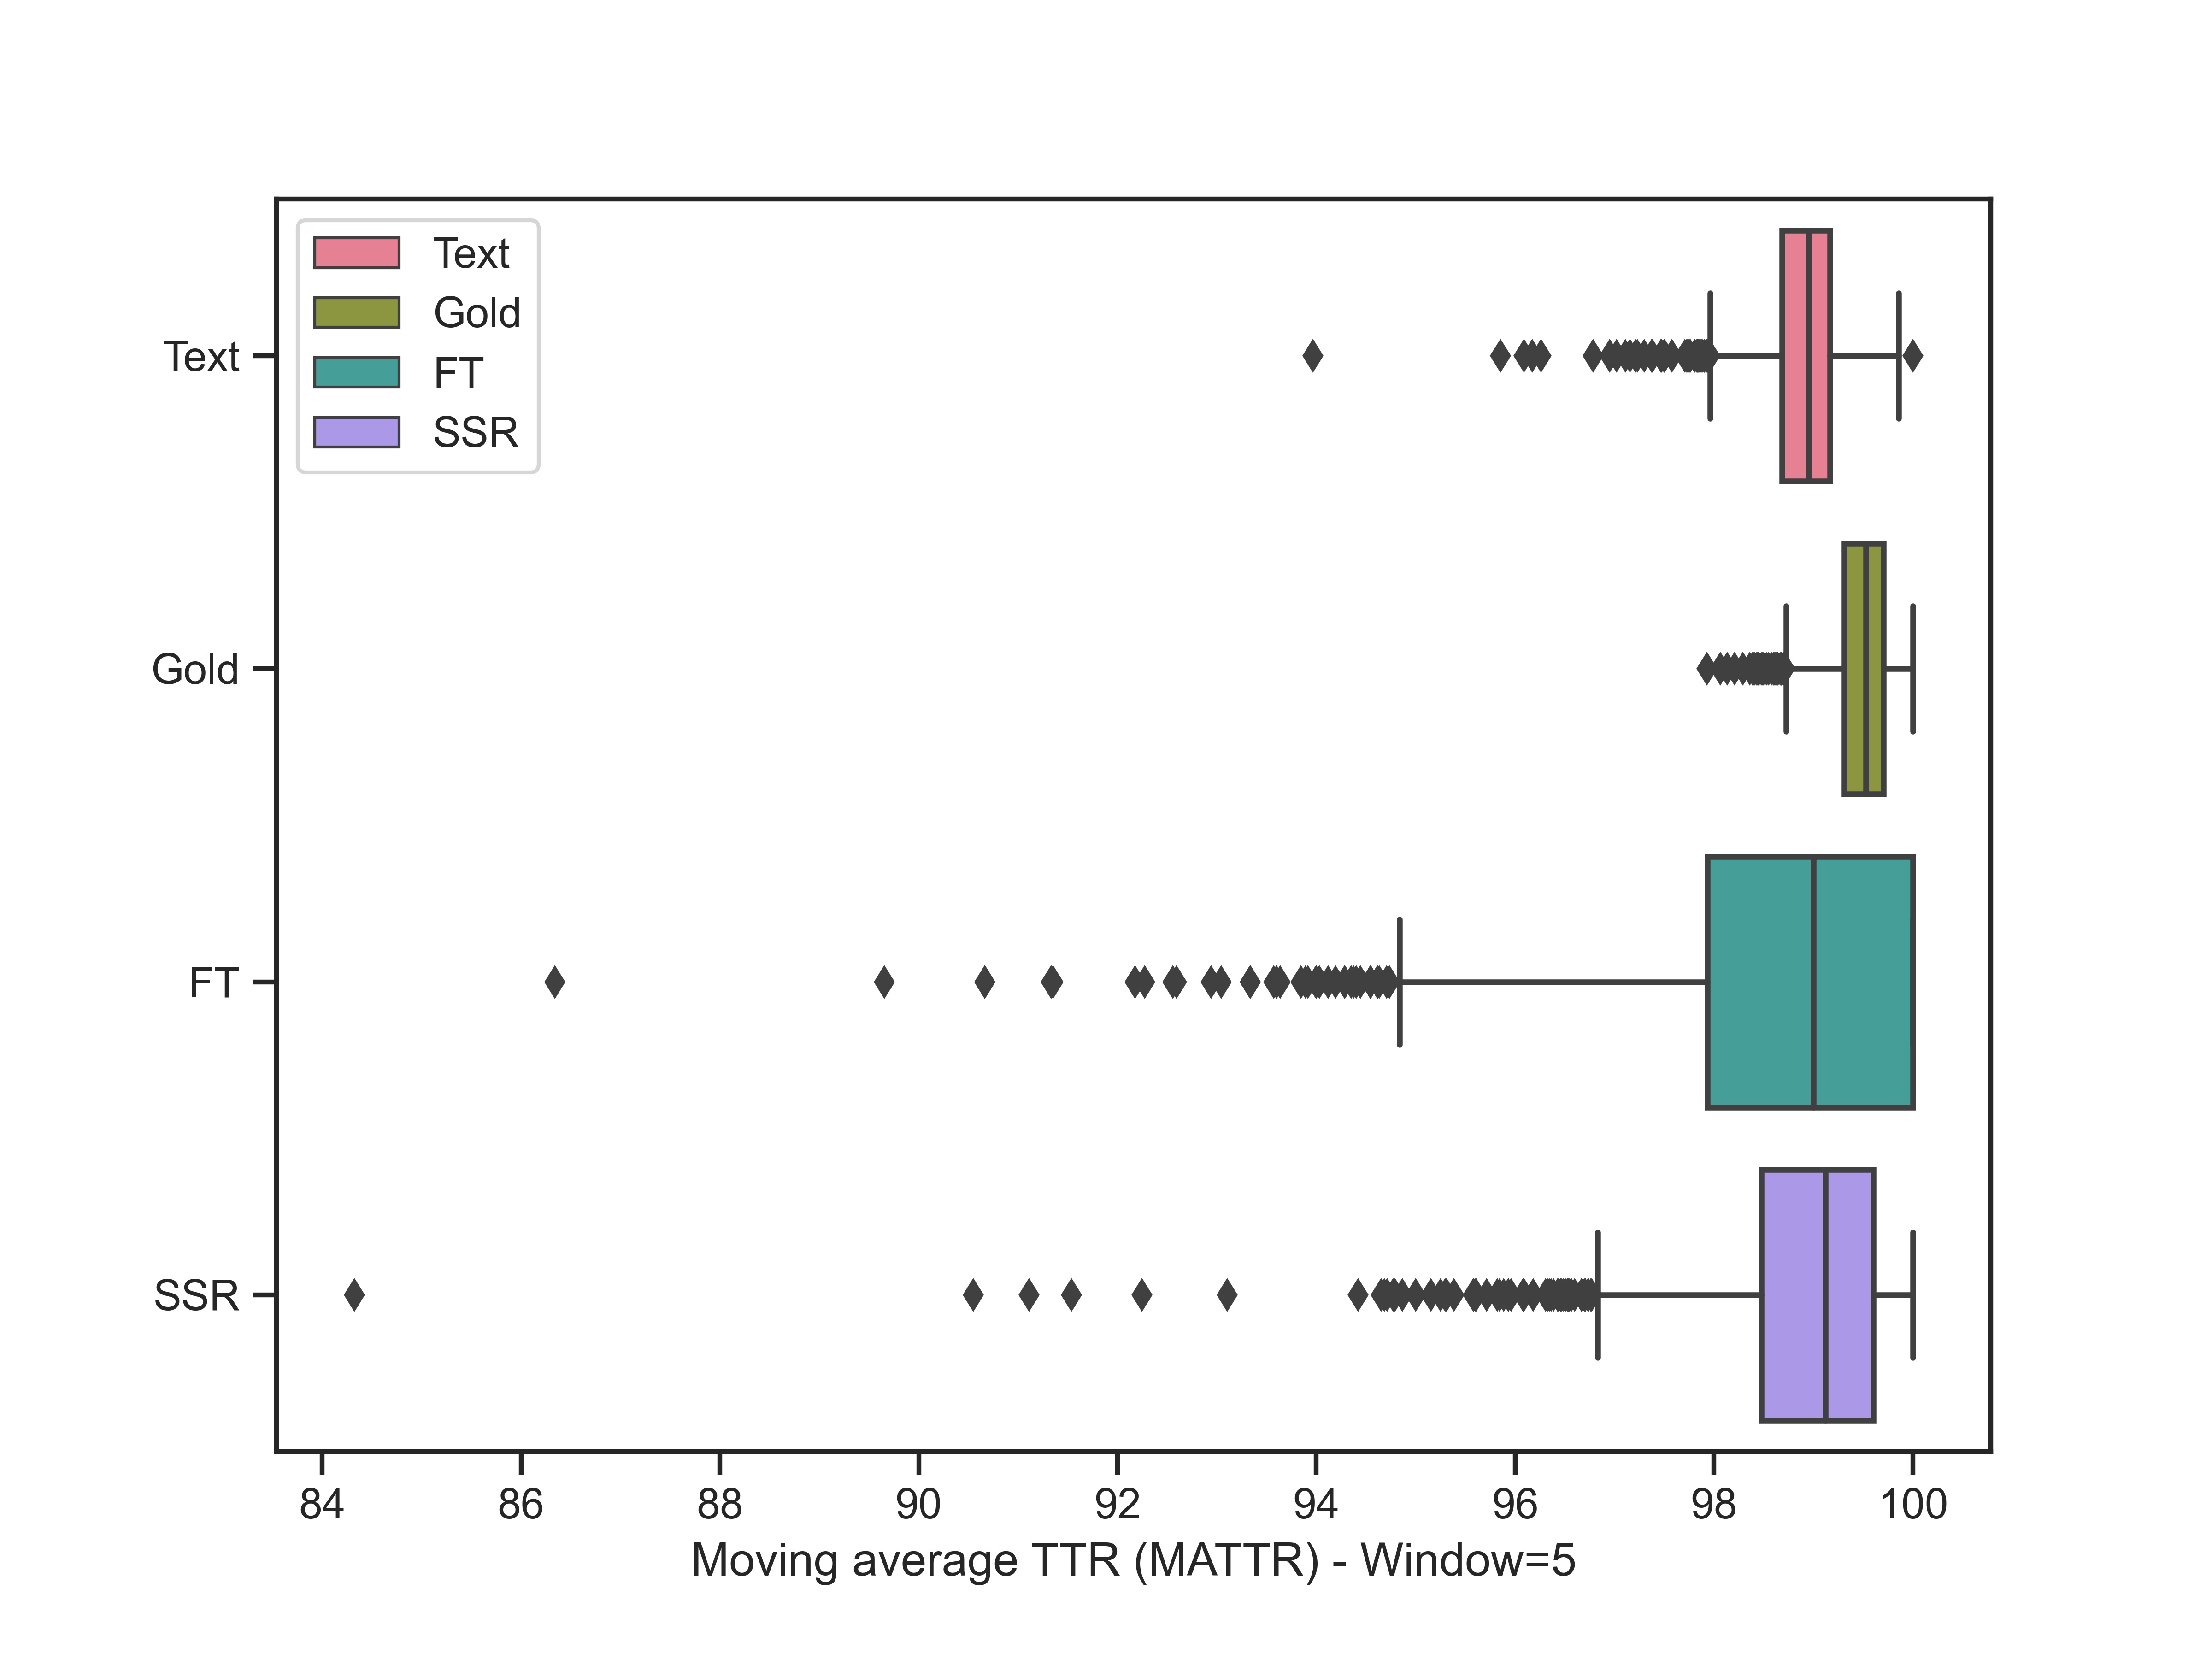 Text
Gold
FT
SSR
Text
Gold
FT
SSR
84 86 88 90 92 94 96 98 100
Moving average TTR (MATTR) - Window=5